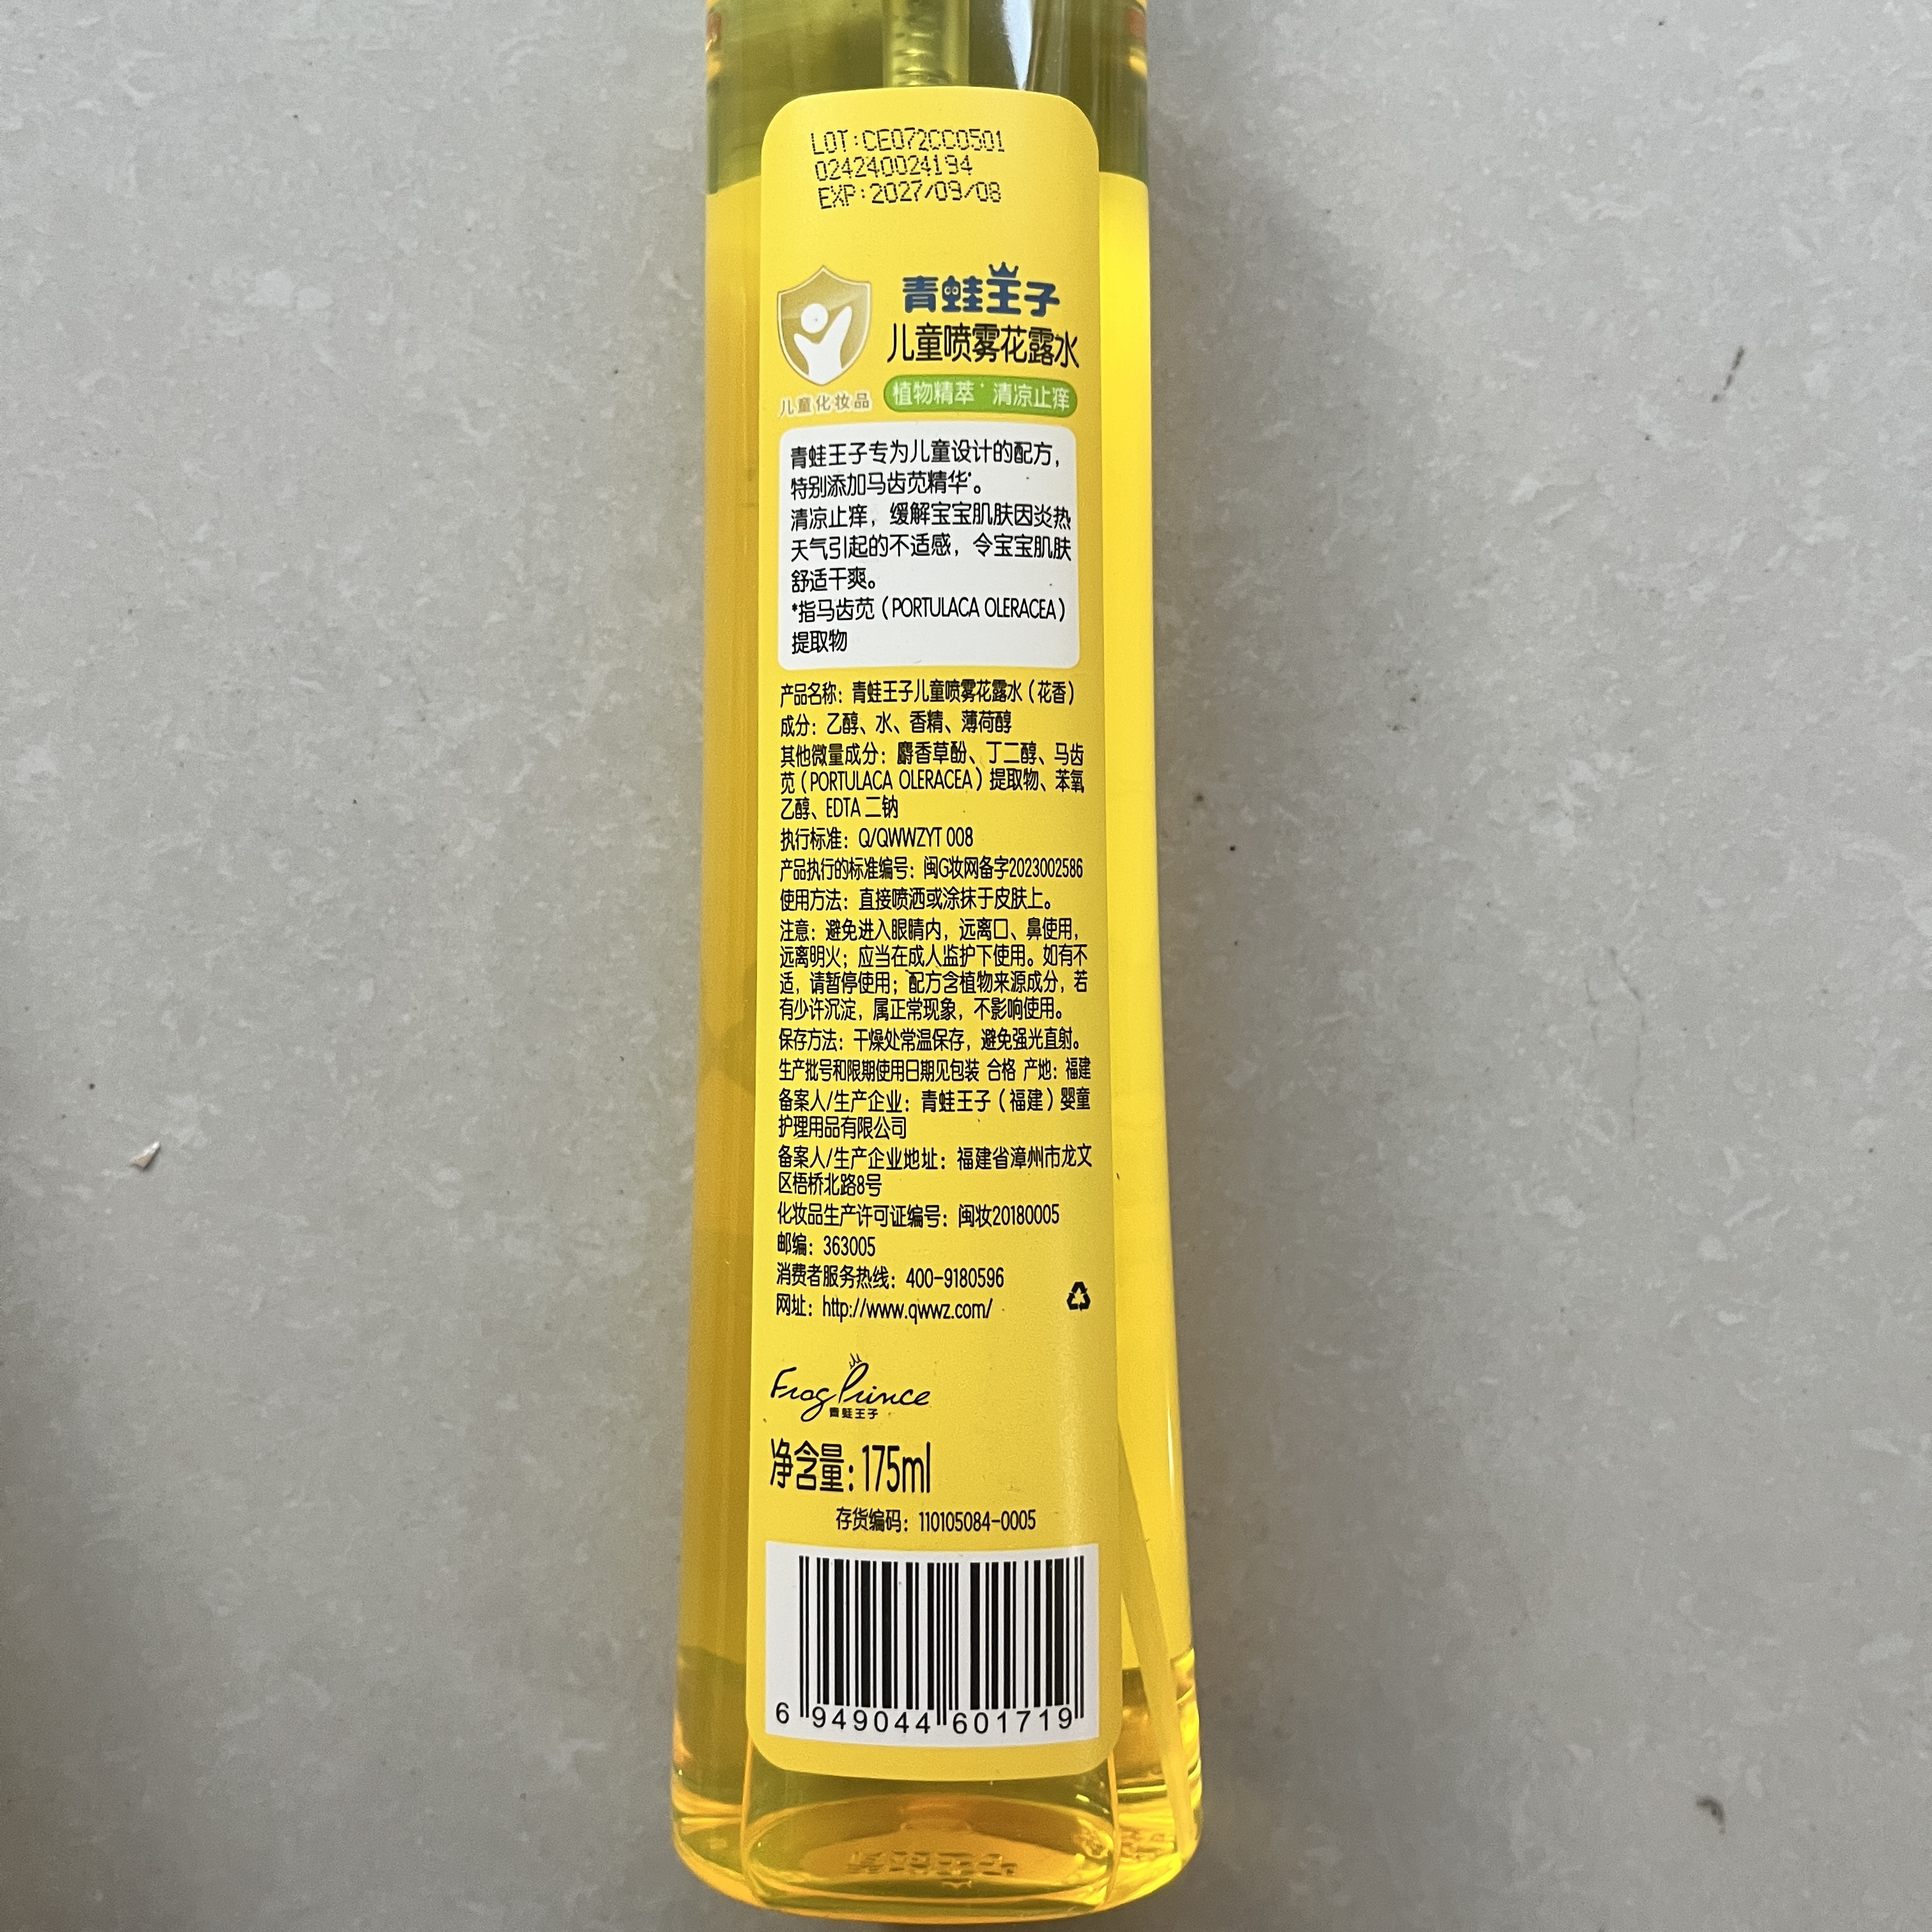 LOT:CE072CC0501
024240024194
EXP:2027/09/08
青蛙王子
儿童喷雾花露水
儿童化妆品
植物精萃* 清凉止痒
青蛙王子专为儿童设计的配方，
特别添加马齿苋精华*。
清凉止痒，缓解宝宝肌肤因炎热
天气引起的不适感，令宝宝肌肤
舒适干爽。
*指马齿苋（PORTULACA OLERACEA）
提取物
产品名称：青蛙王子儿童喷雾花露水（花香）
成分：乙醇、水、香精、薄荷醇
其他微量成分：麝香草酚、丁二醇、马齿
苋（PORTULACA OLERACEA）提取物、苯氧
乙醇、EDTA 二钠
执行标准：Q/QWWZYT 008
产品执行的标准编号：闽G妆网备字2023002586
使用方法：直接喷洒或涂抹于皮肤上。
注意：避免进入眼睛内，远离口、鼻使用，
远离明火；应当在成人监护下使用。如有不
适，请暂停使用；配方含植物来源成分，若
有少许沉淀，属正常现象，不影响使用。
保存方法：干燥处常温保存，避免强光直射。
生产批号和限期使用日期见包装 合格 产地：福建
备案人/生产企业：青蛙王子（福建）婴童
护理用品有限公司
备案人/生产企业地址：福建省漳州市龙文
区梧桥北路8号
化妆品生产许可证编号：闽妆20180005
邮编：363005
消费者服务热线：400-9180596
网址：http://www.qwwz.com/
Frog Prince
青蛙王子
净含量：175ml
存货编码：110105084-0005
6 949044 601719